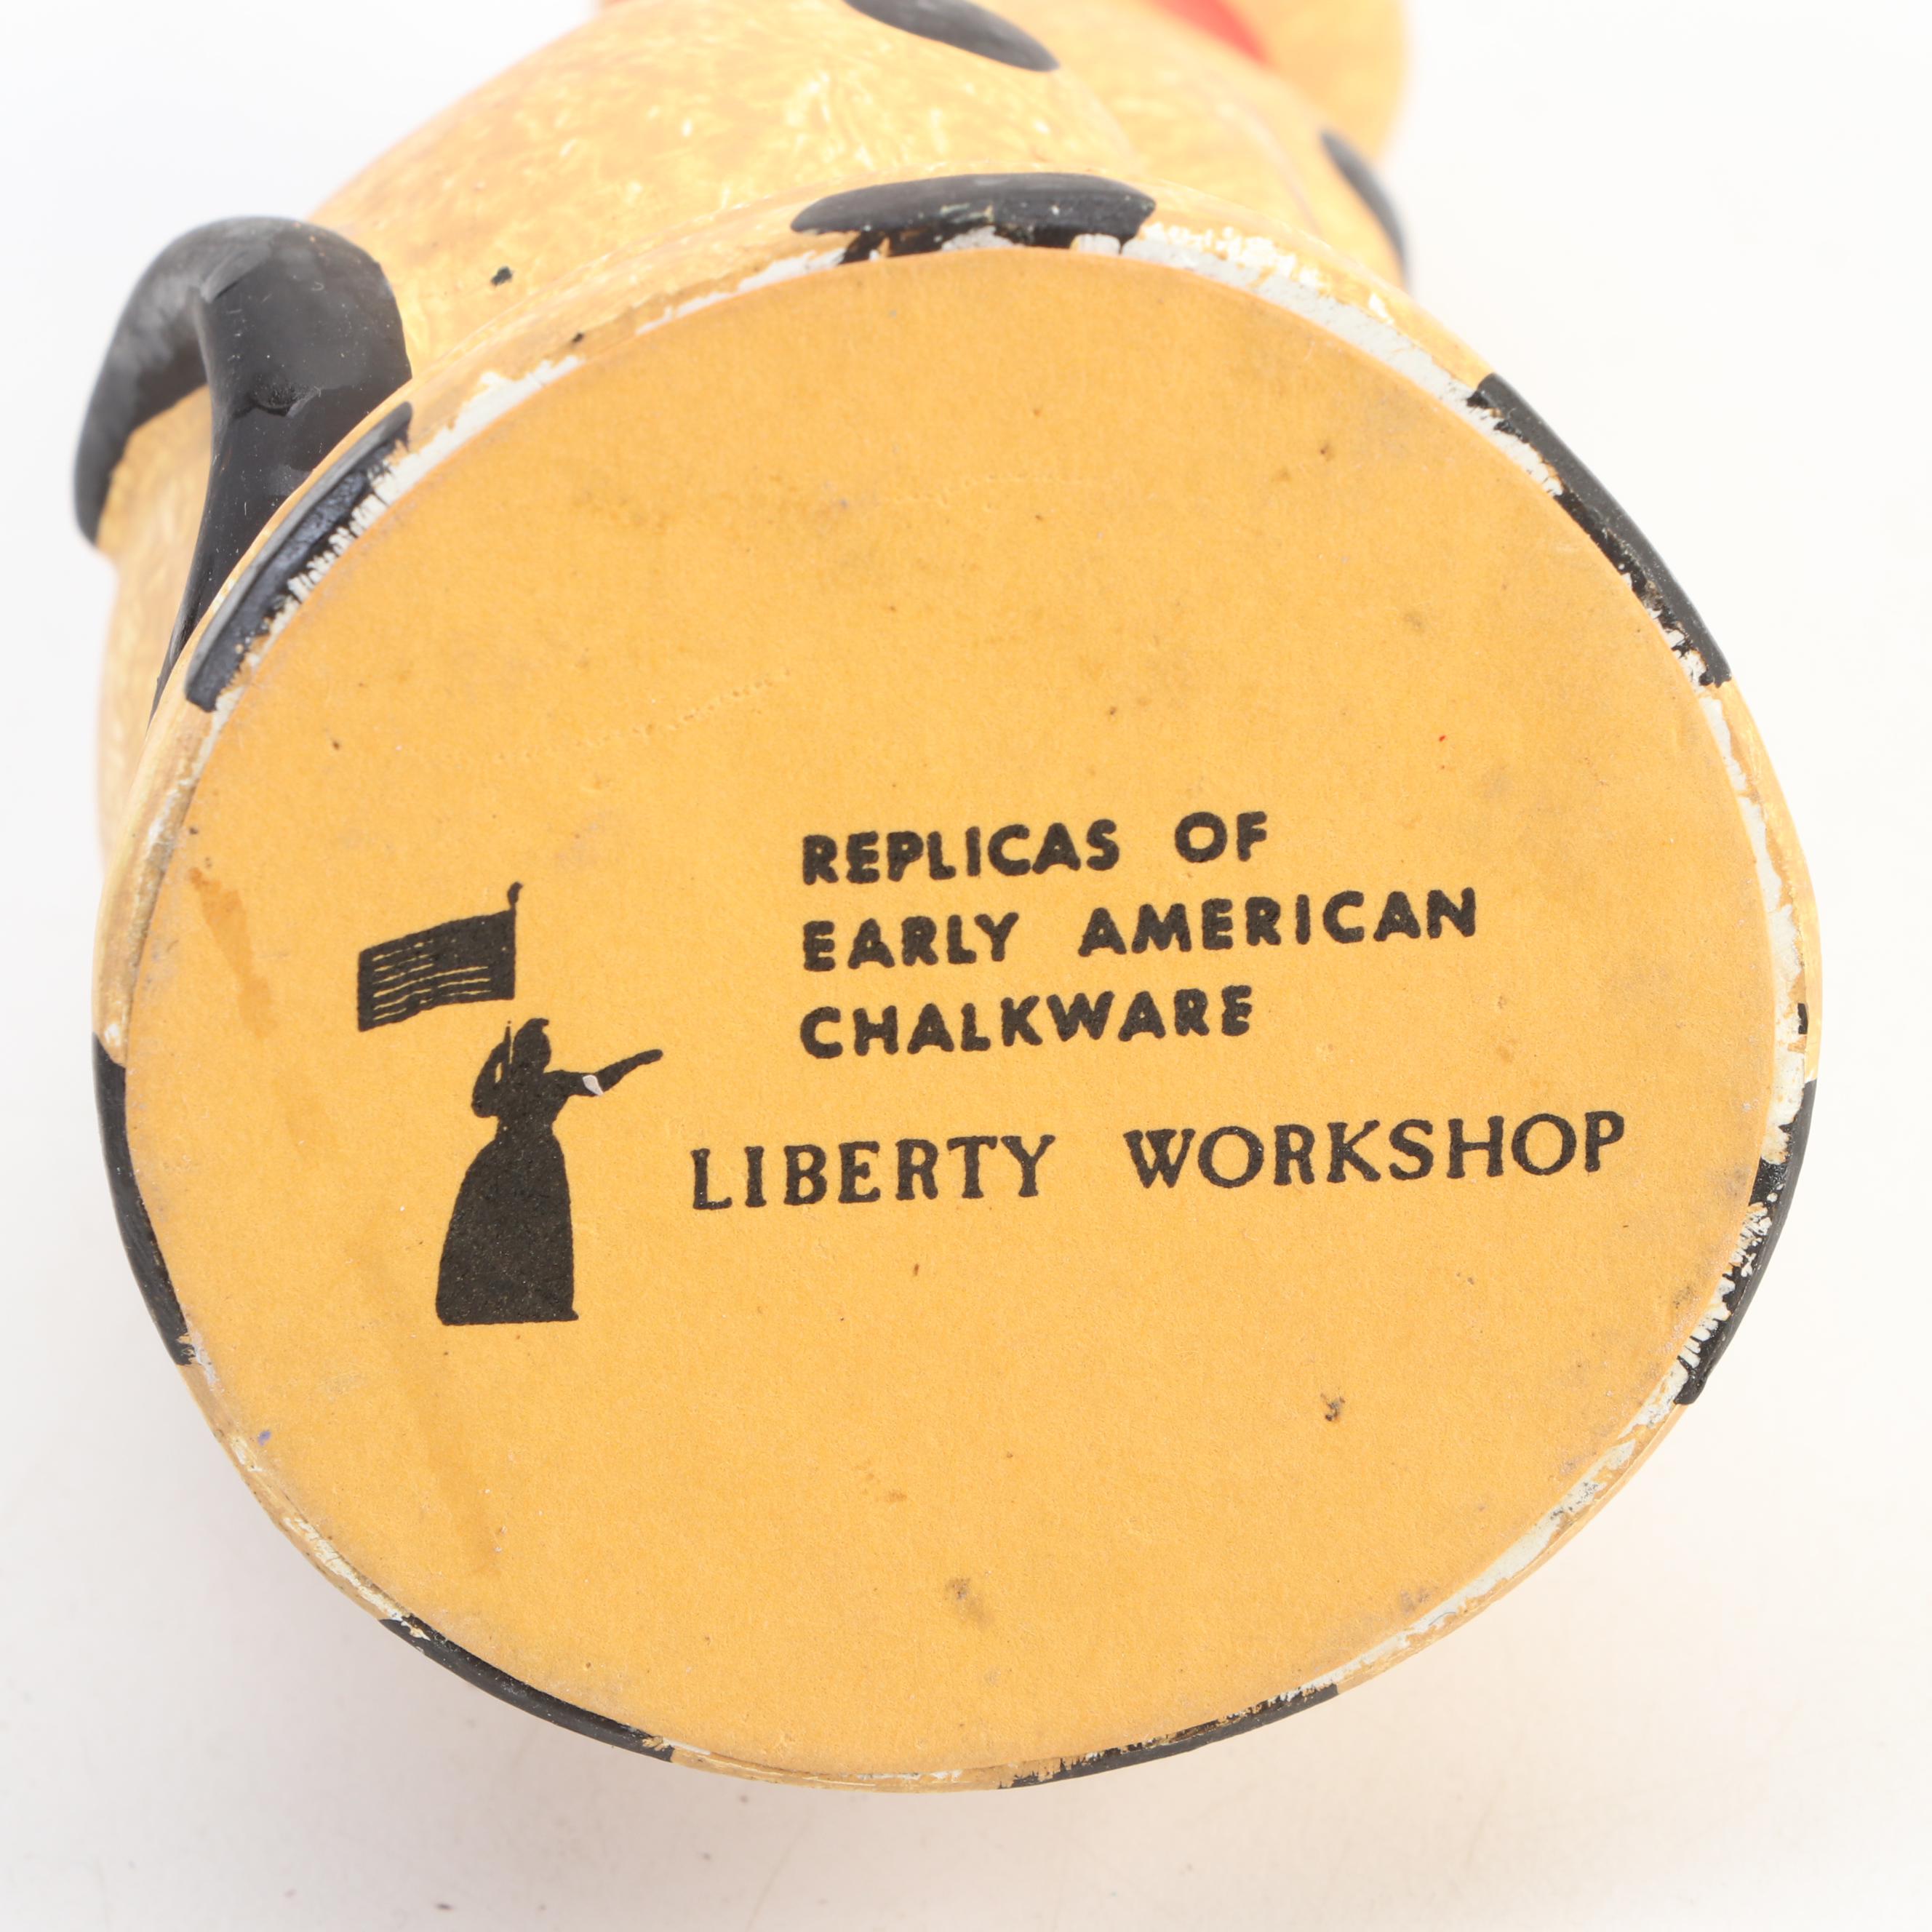 REPLICAS OF
EARLY AMERICAN
CHALKWARE
LIBERTY WORKSHOP